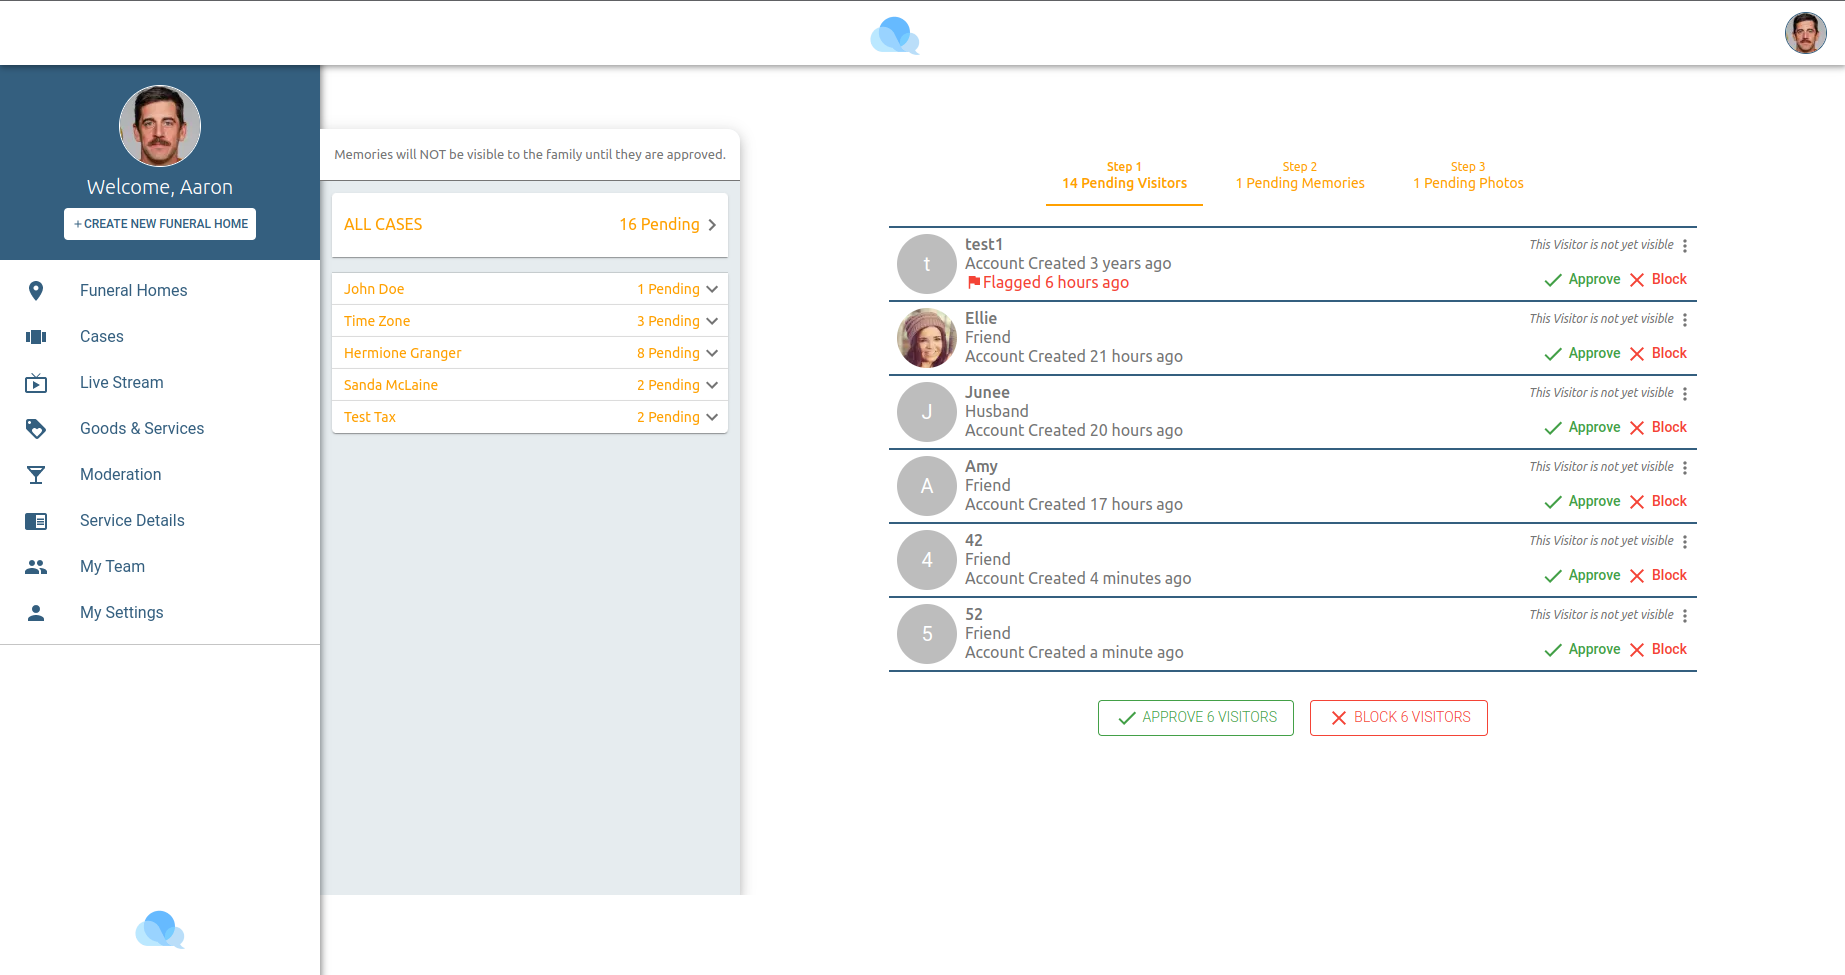 Welcome, Aaron
+ CREATE NEW FUNERAL HOME
Funeral Homes
Cases
Live Stream
Goods & Services
Moderation
Service Details
My Team
My Settings
Memories will NOT be visible to the family until they are approved.
ALL CASES 16 Pending
John Doe 1 Pending
Time Zone 3 Pending
Hermione Granger 8 Pending
Sanda McLaine 2 Pending
Test Tax 2 Pending
Step 1 Step 2 Step 3
14 Pending Visitors 1 Pending Memories 1 Pending Photos
t
test1 This Visitor is not yet visible
Account Created 3 years ago
Flagged 6 hours ago Approve Block
Ellie This Visitor is not yet visible
Friend
Account Created 21 hours ago Approve Block
J
Junee This Visitor is not yet visible
Husband
Account Created 20 hours ago Approve Block
A
Amy This Visitor is not yet visible
Friend
Account Created 17 hours ago Approve Block
4
42 This Visitor is not yet visible
Friend
Account Created 4 minutes ago Approve Block
5
52 This Visitor is not yet visible
Friend
Account Created a minute ago Approve Block
APPROVE 6 VISITORS BLOCK 6 VISITORS